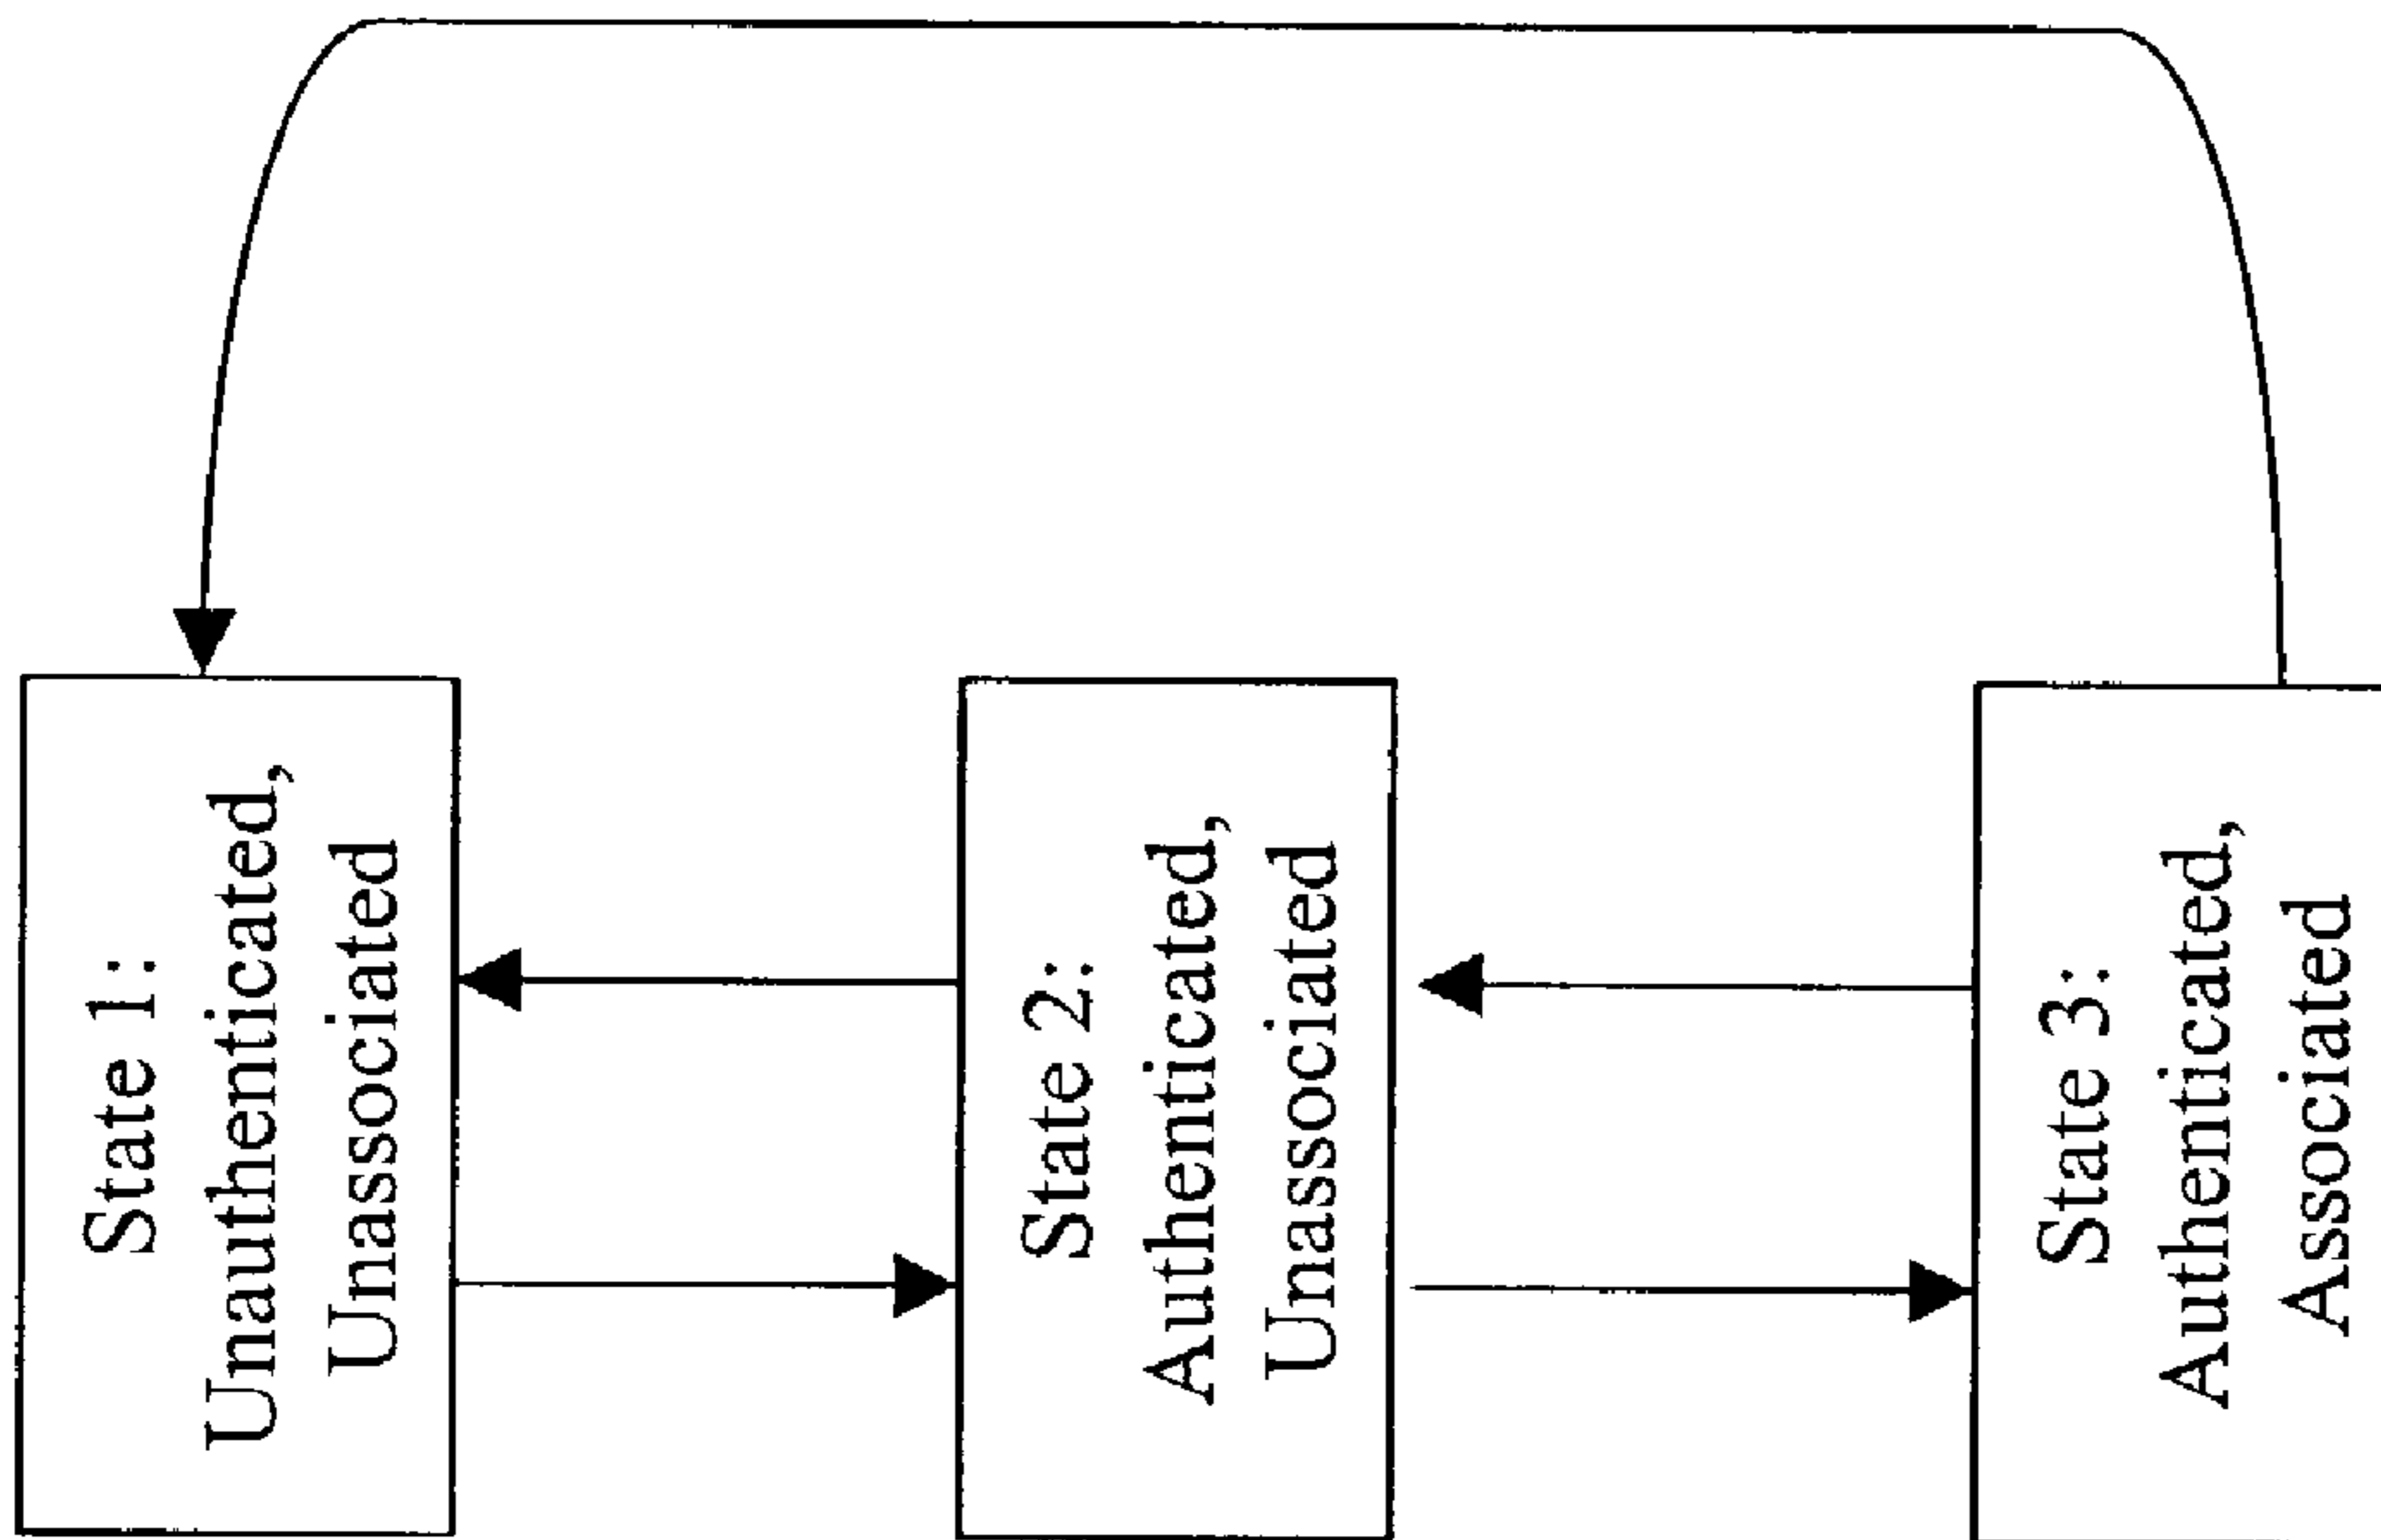 State 1:
Unauthenticated,
Unassociated
State 2:
Authenticated,
Unassociated
State 3:
Authenticated,
Associated